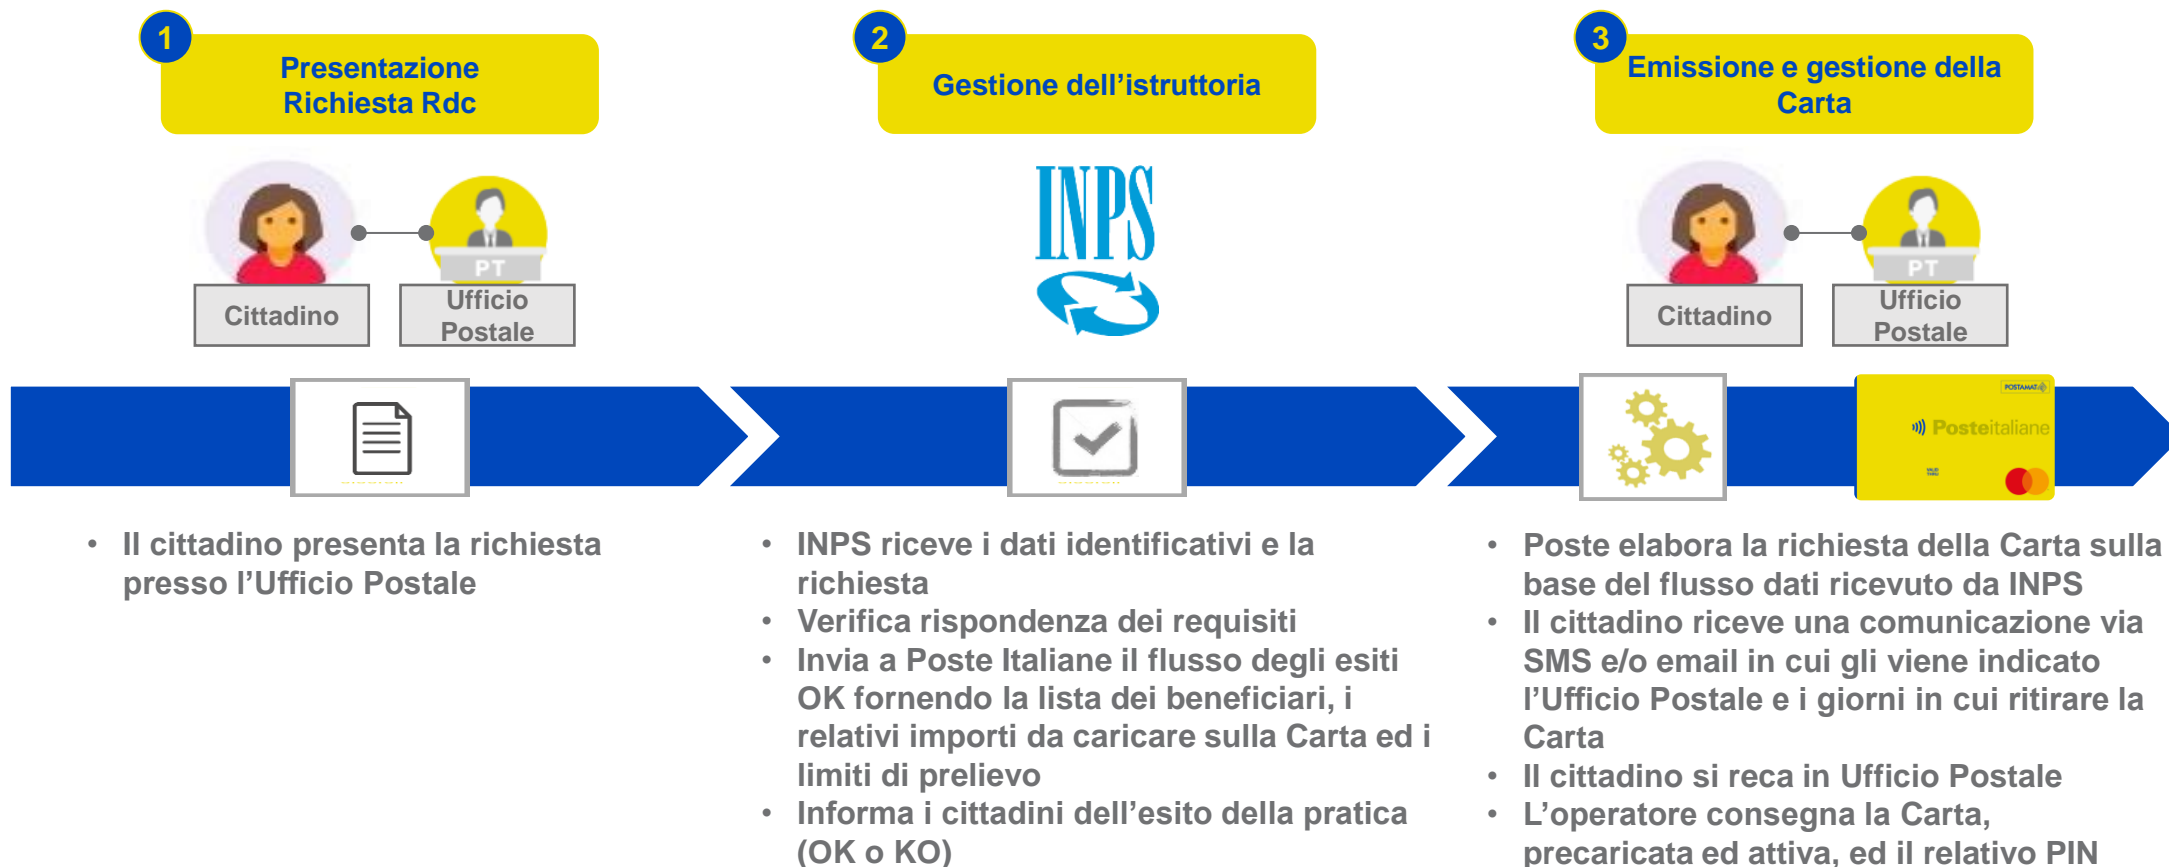 1
Presentazione
Richiesta Rdc
Cittadino
PT
Ufficio
Postale
• Il cittadino presenta la richiesta
presso l'Ufficio Postale
2
Gestione dell'istruttoria
INPS
• INPS riceve i dati identificativi e la
richiesta
• Verifica rispondenza dei requisiti
• Invia a Poste Italiane il flusso degli esiti
OK fornendo la lista dei beneficiari, i
relativi importi da caricare sulla Carta ed i
limiti di prelievo
• Informa i cittadini dell'esito della pratica
(OK o KO)
3
Emissione e gestione della
Carta
Cittadino
PT
Ufficio
Postale
POSTAMAT
Posteitaliane
• Poste elabora la richiesta della Carta sulla
base del flusso dati ricevuto da INPS
• Il cittadino riceve una comunicazione via
SMS e/o email in cui gli viene indicato
l'Ufficio Postale e i giorni in cui ritirare la
Carta
• Il cittadino si reca in Ufficio Postale
• L'operatore consegna la Carta,
precaricata ed attiva, ed il relativo PIN